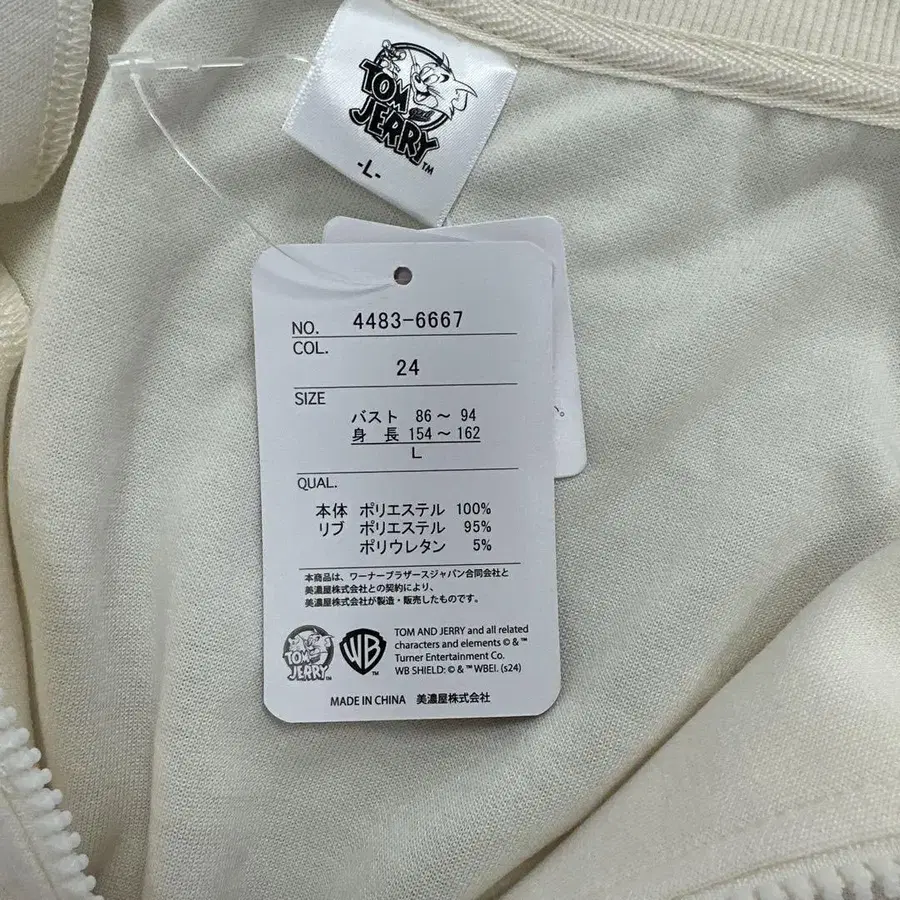 TOM AND JERRY™
-L-
NO. 4483-6667
COL.
24
SIZE
バスト 86～94
身長 154～162
L
い。
QUAL.
本体 ポリエステル 100%
リブ ポリエステル 95%
ポリウレタン 5%
本商品は、ワーナーブラザースジャパン合同会社と
美濃屋株式会社との契約により、
美濃屋株式会社が製造・販売したものです。
TOM AND JERRY™
WB™
TOM AND JERRY and all related
characters and elements © & ™
Turner Entertainment Co.
WB SHIELD: © & ™ WBEI. (s24)
MADE IN CHINA 美濃屋株式会社